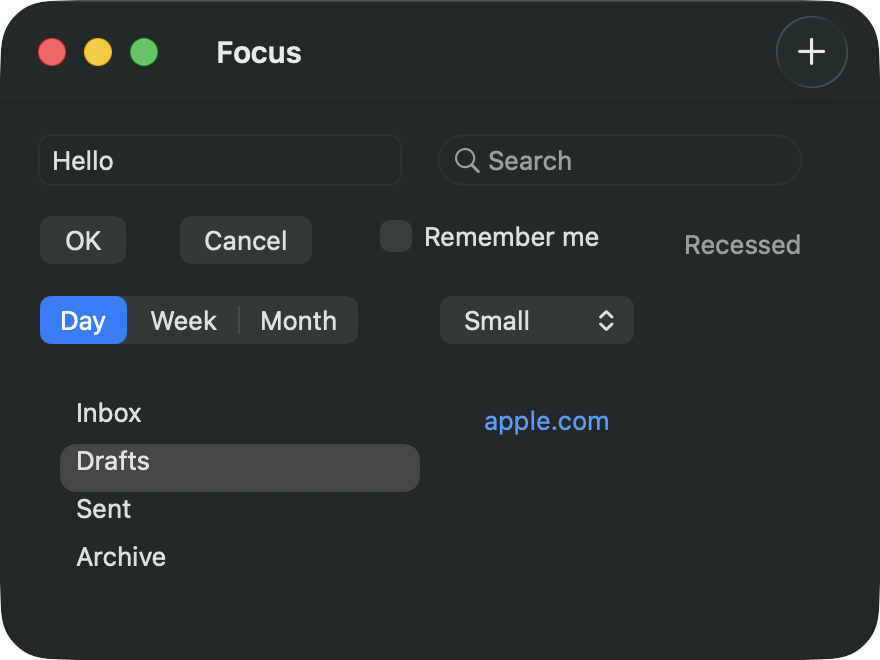 Focus
Hello
Search
OK
Cancel
Remember me
Recessed
Day
Week
Month
Small
Inbox
apple.com
Drafts
Sent
Archive